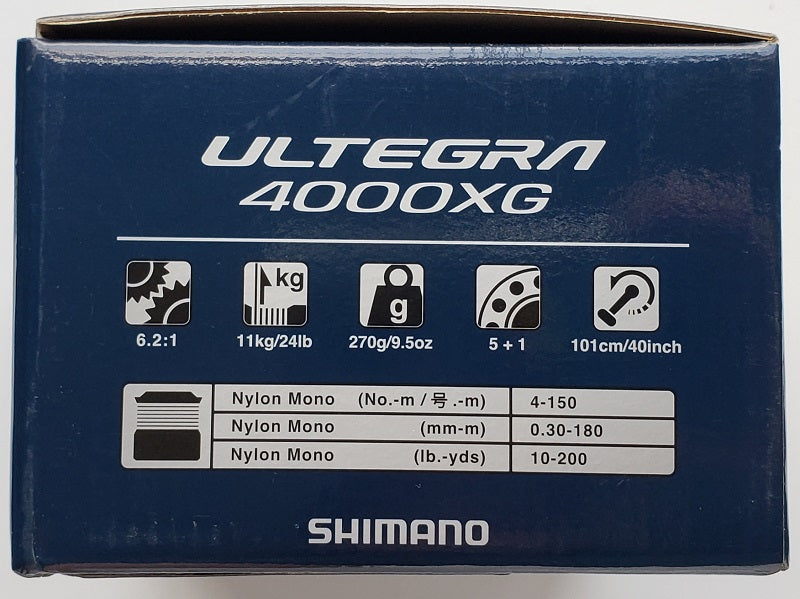 ULTEGRA
4000XG
kg
g
6.2:1 11kg/24lb 270g/9.5oz 5 + 1 101cm/40inch
Nylon Mono (No.-m / 号 .-m) 4-150
Nylon Mono (mm-m) 0.30-180
Nylon Mono (lb.-yds) 10-200
SHIMANO